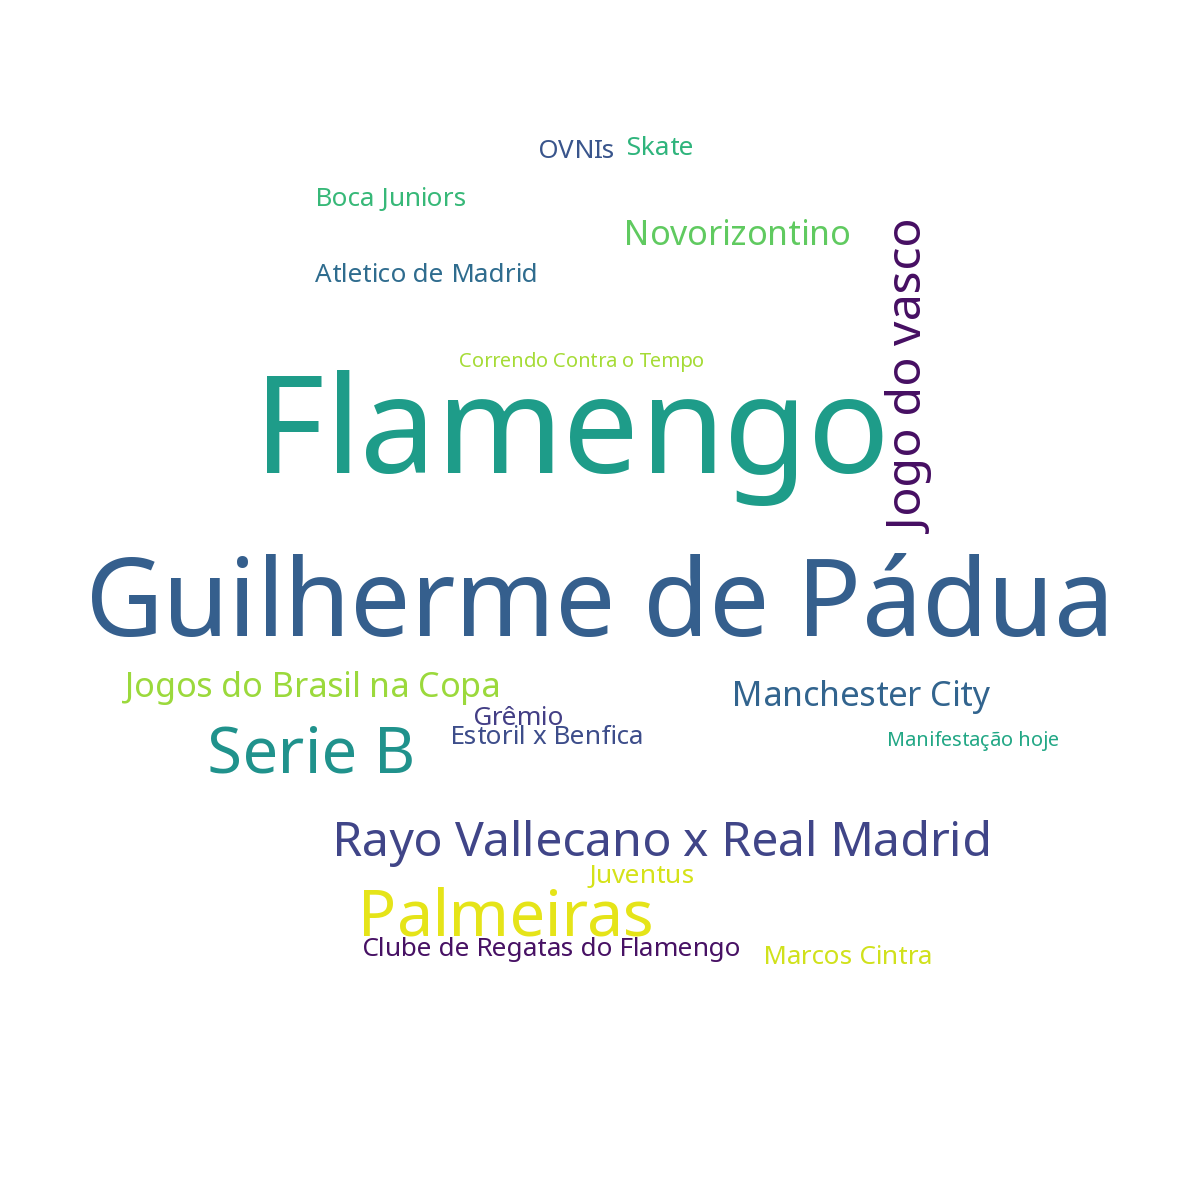 OVNIs
Skate
Boca Juniors
Novorizontino
Jogo do vasco
Atletico de Madrid
Correndo Contra o Tempo
Flamengo
Guilherme de Pádua
Jogos do Brasil na Copa
Manchester City
Grêmio
Estoril x Benfica
Serie B
Manifestação hoje
Rayo Vallecano x Real Madrid
Juventus
Palmeiras
Clube de Regatas do Flamengo
Marcos Cintra